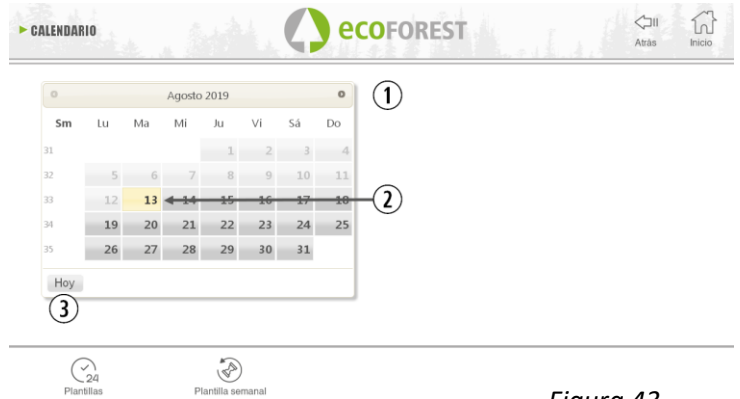 CALENDARIO
ecoFOREST
Atrás
Inicio
Agosto 2019
1
Sm Lu Ma Mi Ju Vi Sá Do
31 1 2 3 4
32 5 6 7 8 9 10 11
33 12 13 14 15 16 17 18
2
34 19 20 21 22 23 24 25
35 26 27 28 29 30 31
Hoy
3
24
Plantillas
Plantilla semanal